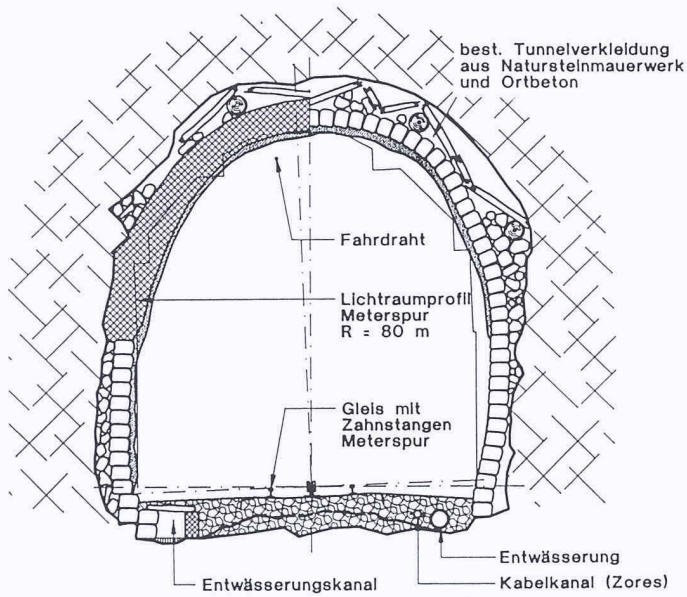 best. Tunnelverkleidung
aus Natursteinmauerwerk
und Ortbeton
Fahrdraht
Lichtraumprofil
Meterspur
R = 80 m
Gleis mit
Zahnstangen
Meterspur
Entwässerung
Entwässerungskanal
Kabelkanal (Zores)